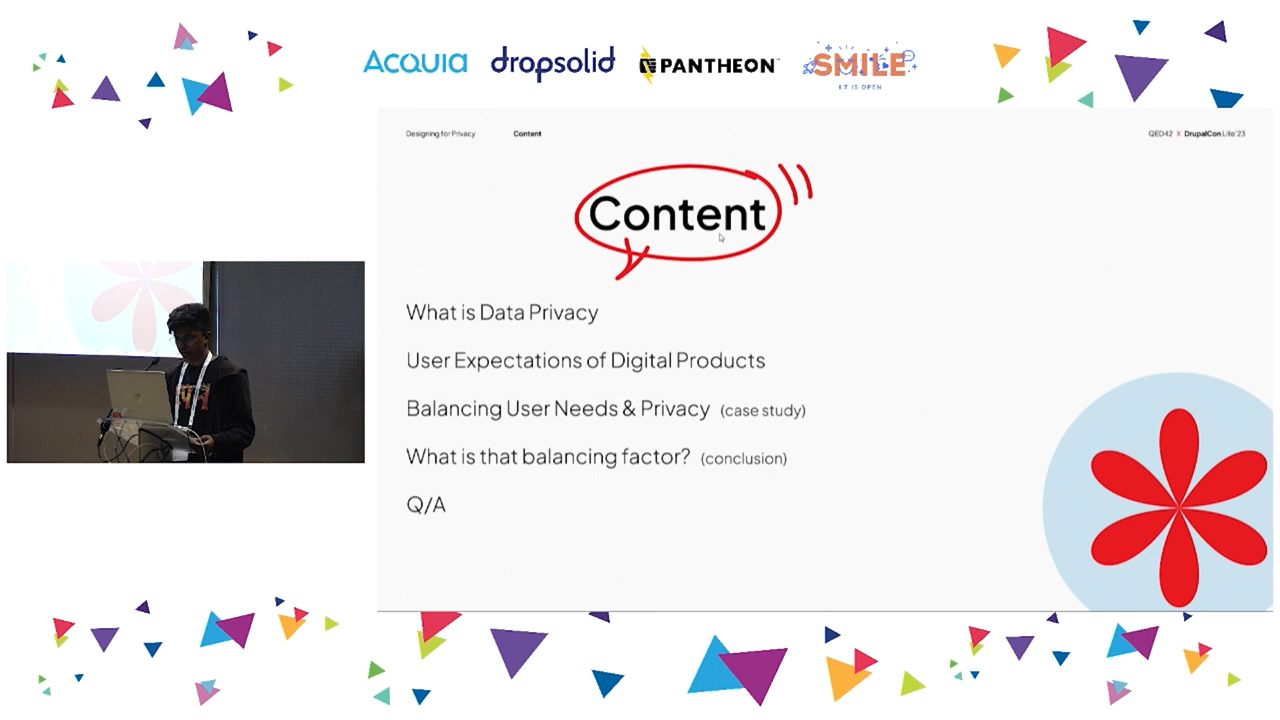 ACQUIA
dropsolid
PANTHEON
SMILE
I.T IS OPEN
Designing for Privacy
Content
QED42 X DrupalCon Lille'23
Content
What is Data Privacy
User Expectations of Digital Products
Balancing User Needs & Privacy (case study)
What is that balancing factor? (conclusion)
Q/A